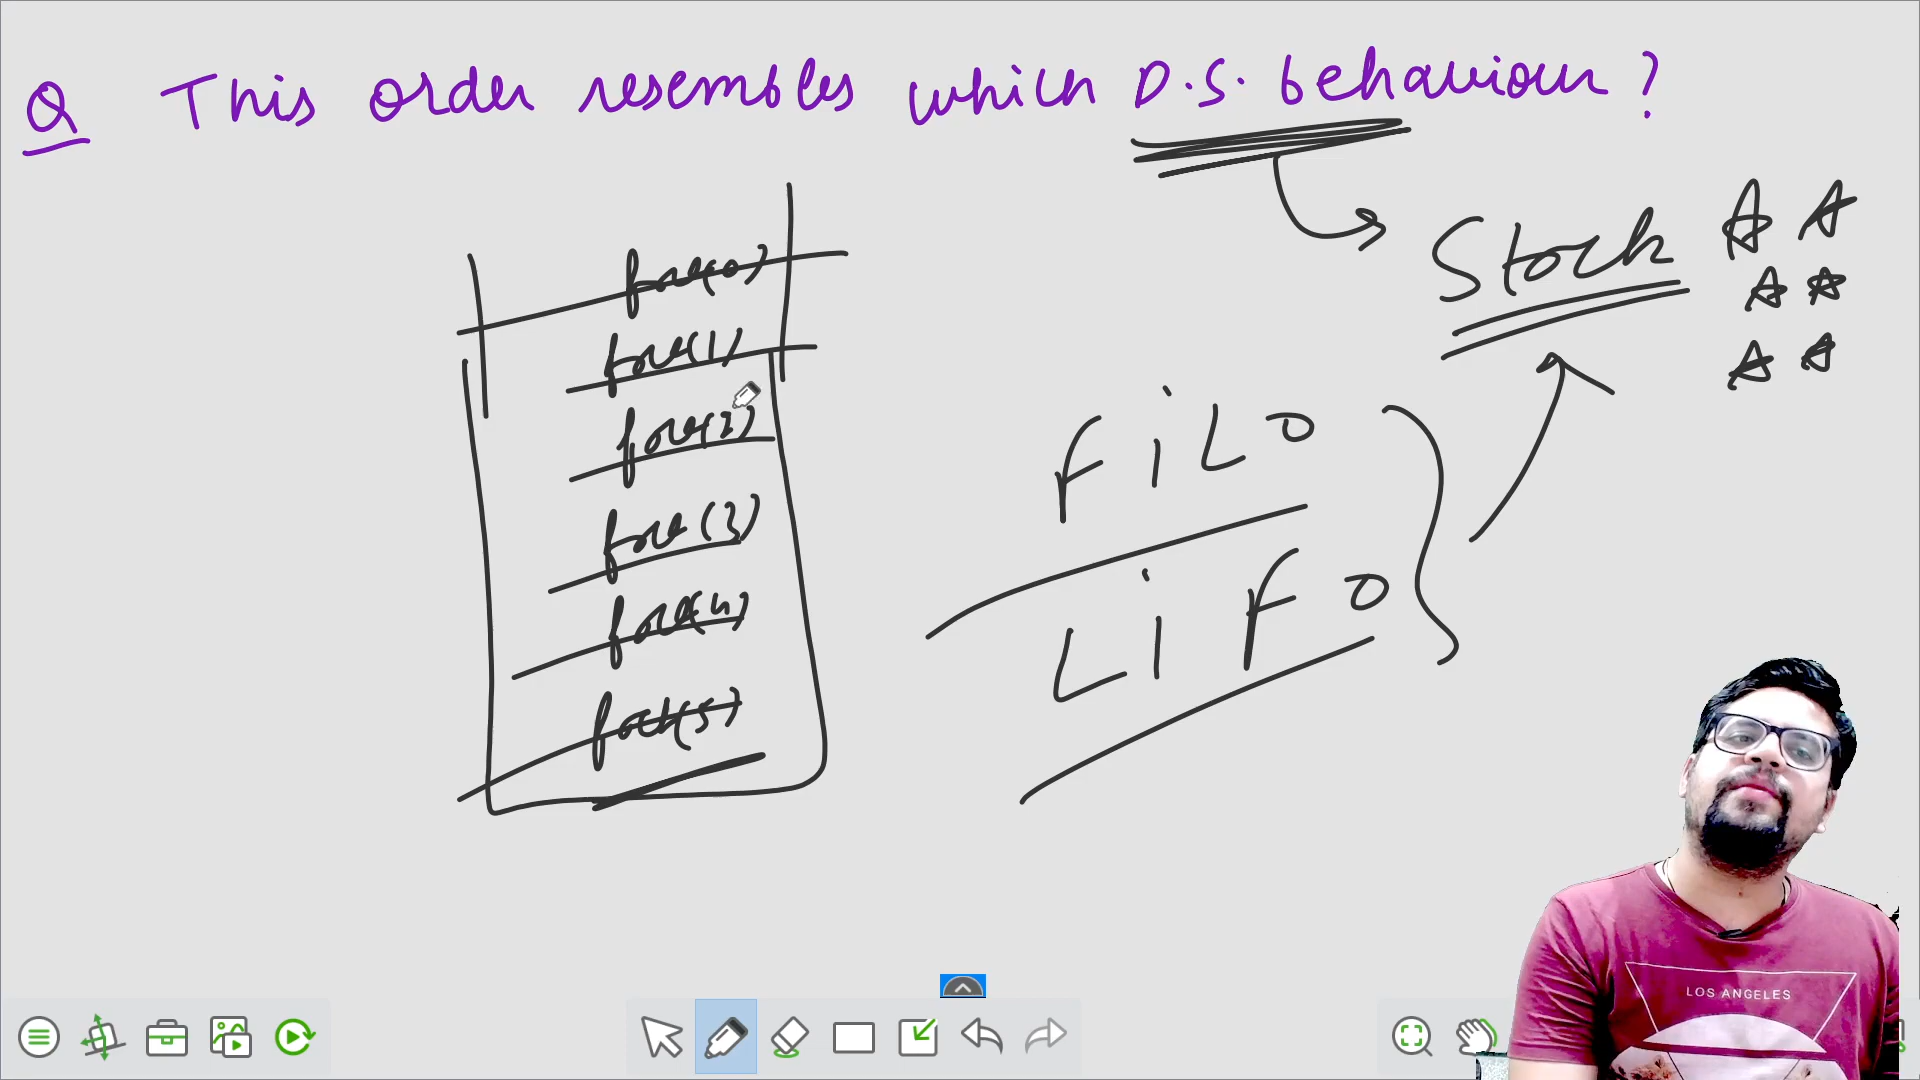 Q This order resembles which D.S. behaviour?
Stack
fact(0)
fact(1)
fact(2)
fact(3)
fact(4)
fact(5)
FiLO
LiFO
LOS ANGELES